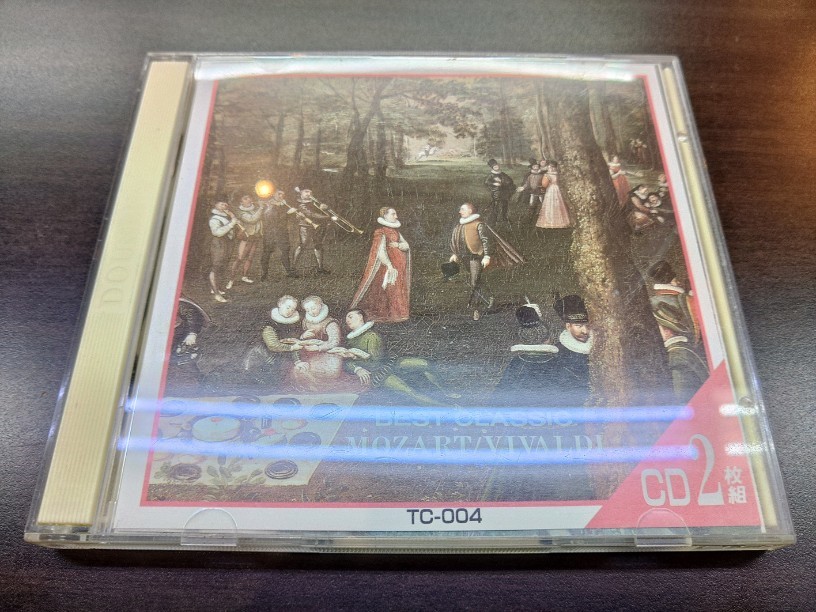 BEST CLASSIC
MOZART/VIVALDI
CD2枚組
TC-004